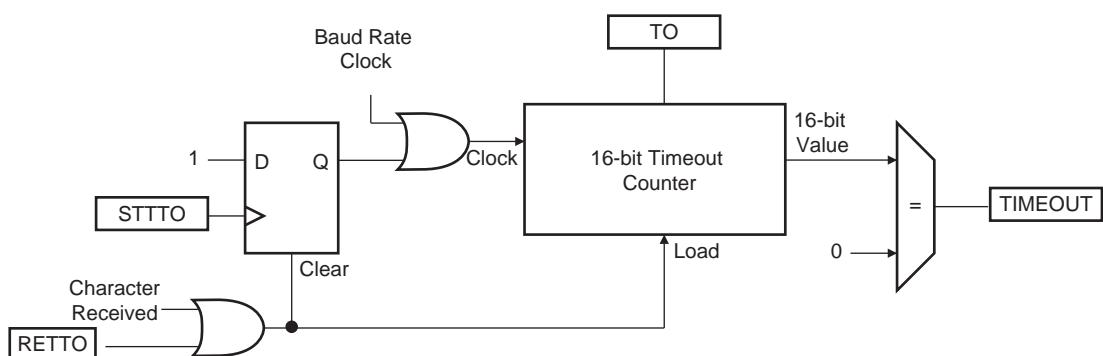 TO
Baud Rate
Clock
1
D
Q
Clock
16-bit Timeout
Counter
16-bit
Value
STTTO
=
TIMEOUT
Clear
Load
0
Character
Received
RETTO